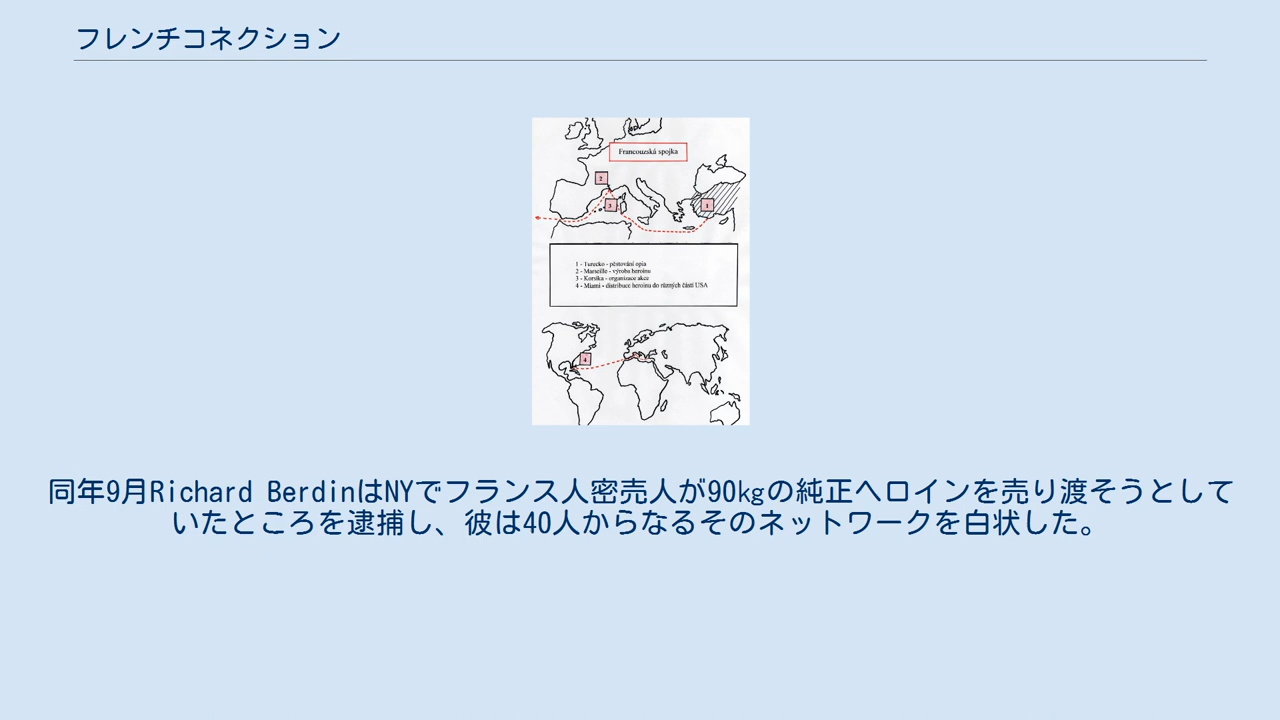 フレンチコネクション
Francouzská spojka
2
3
1
1 - Turecko - pěstování opia
2 - Marseille - výroba heroinu
3 - Korsika - organizace akce
4 - Miami - distribuce heroinu do různých částí USA
4
同年9月Richard BerdinはNYでフランス人密売人が90kgの純正ヘロインを売り渡そうとして
いたところを逮捕し、彼は40人からなるそのネットワークを白状した。